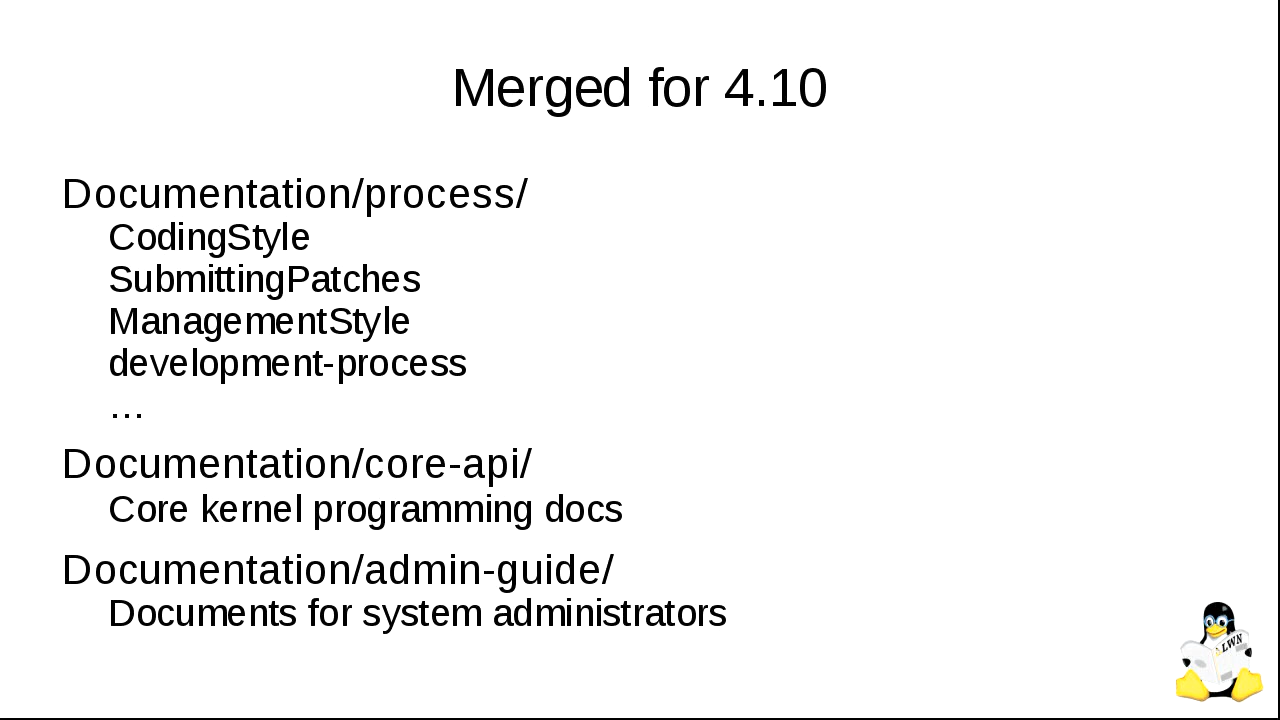 Merged for 4.10
Documentation/process/
CodingStyle
SubmittingPatches
ManagementStyle
development-process
…
Documentation/core-api/
Core kernel programming docs
Documentation/admin-guide/
Documents for system administrators
LWN